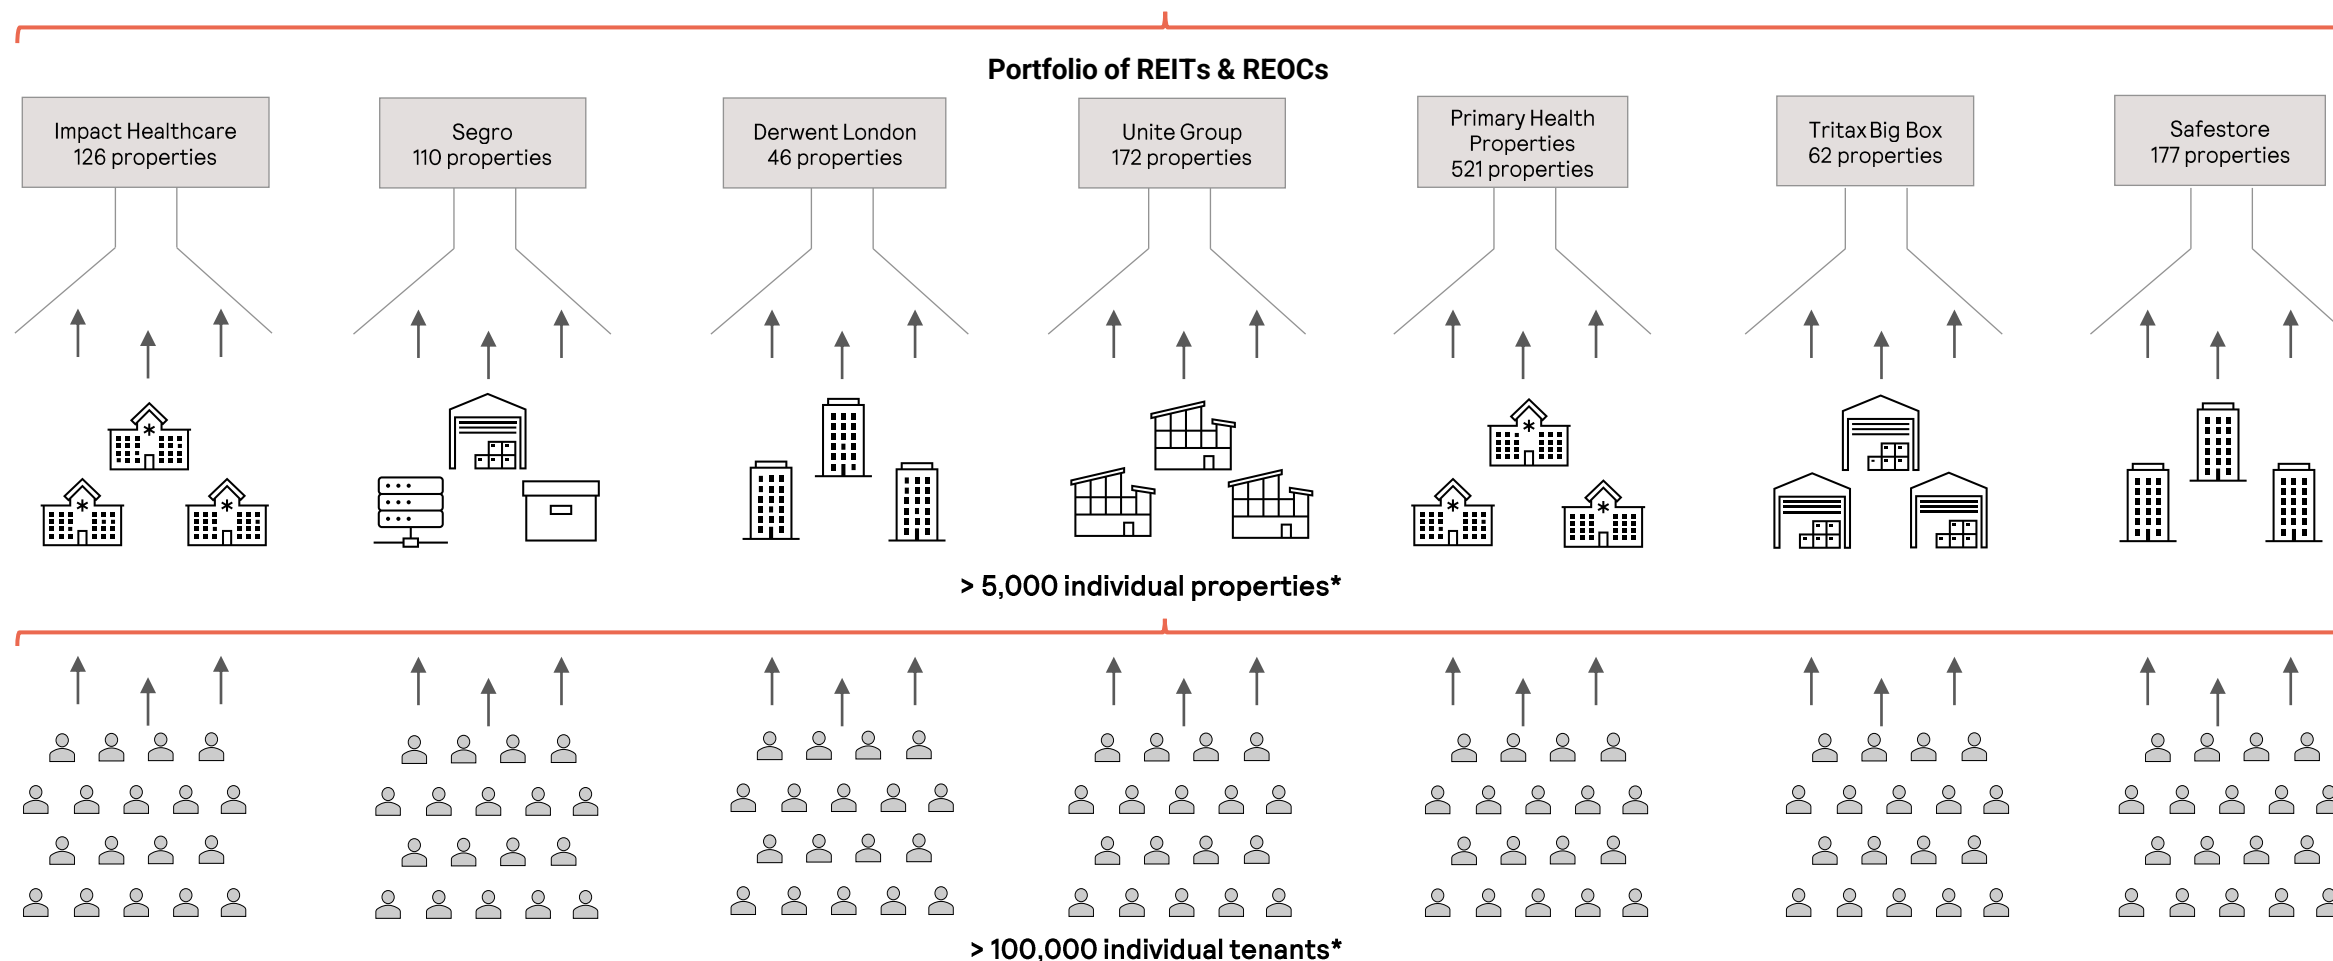 Portfolio of REITs & REOCs
Impact Healthcare
126 properties
Segro
110 properties
Derwent London
46 properties
Unite Group
172 properties
Primary Health
Properties
521 properties
Tritax Big Box
62 properties
Safestore
177 properties
> 5,000 individual properties*
> 100,000 individual tenants*